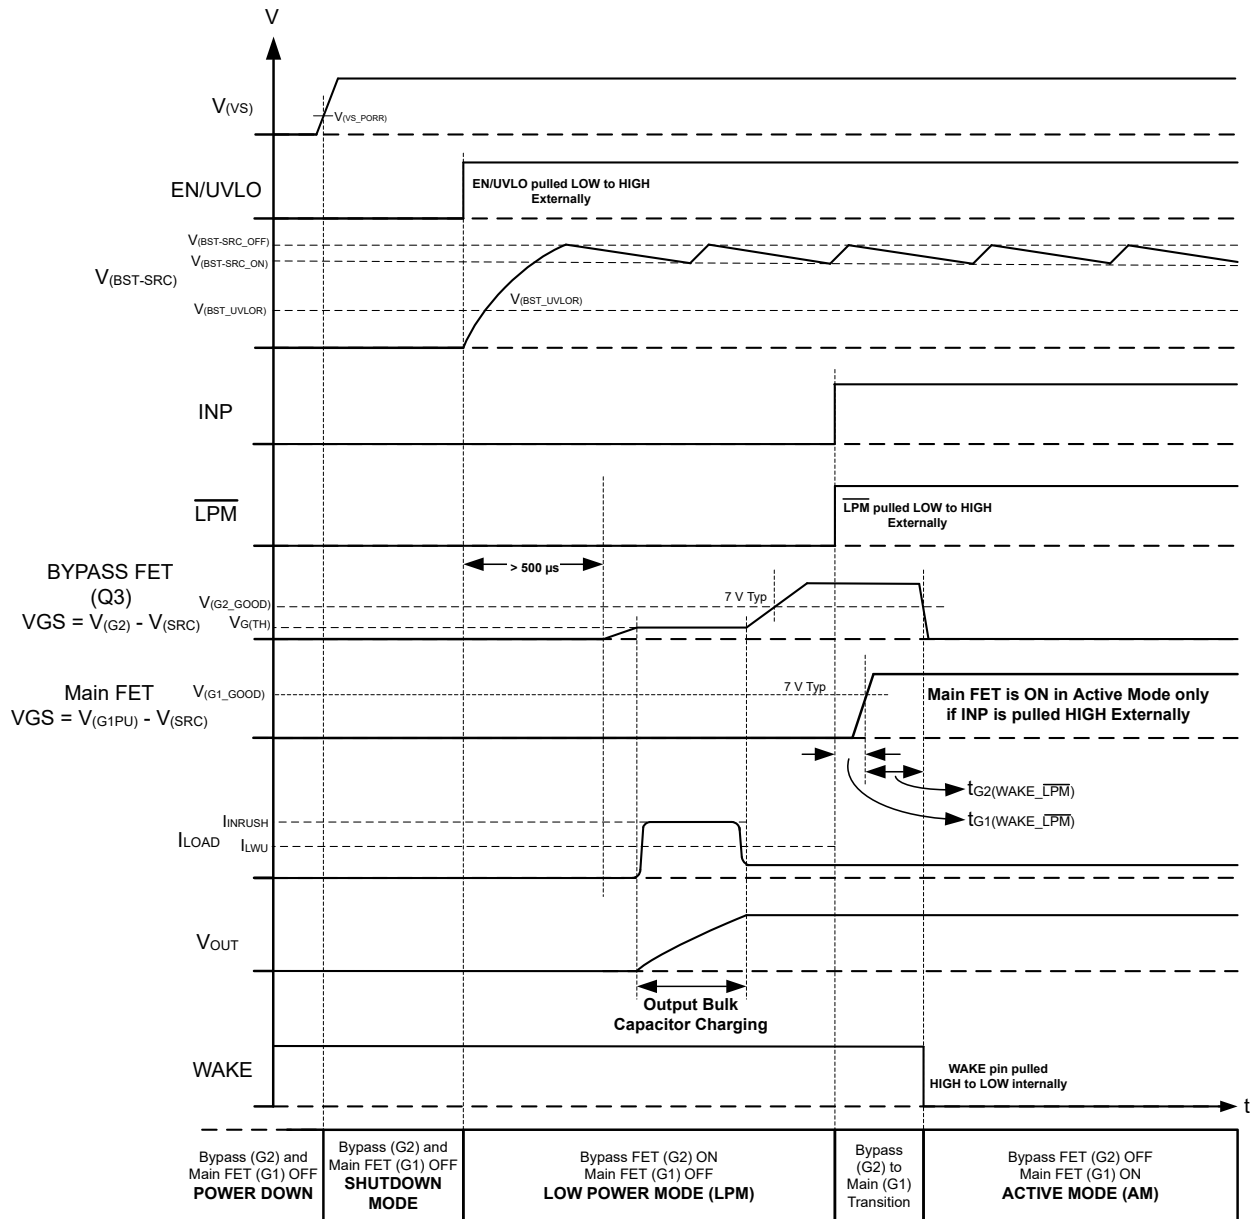 V
V(VS)
V(VS_PORR)
EN/UVLO
EN/UVLO pulled LOW to HIGH
Externally
V(BST-SRC_OFF)
V(BST-SRC_ON)
V(BST-SRC)
V(BST_UVLOR)
V(BST_UVLOR)
INP
LPM
LPM pulled LOW to HIGH
Externally
> 500 µs
BYPASS FET
(Q3)
VGS = V(G2) - V(SRC)
V(G2_GOOD)
VG(TH)
7 V Typ
Main FET
VGS = V(G1PU) - V(SRC)
V(G1_GOOD)
7 V Typ
Main FET is ON in Active Mode only
if INP is pulled HIGH Externally
tG2(WAKE_LPM)
tG1(WAKE_LPM)
IINRUSH
ILOAD
ILWU
VOUT
Output Bulk
Capacitor Charging
WAKE
WAKE pin pulled
HIGH to LOW internally
t
Bypass (G2) and
Main FET (G1) OFF
POWER DOWN
Bypass (G2) and
Main FET (G1) OFF
SHUTDOWN
MODE
Bypass FET (G2) ON
Main FET (G1) OFF
LOW POWER MODE (LPM)
Bypass
(G2) to
Main (G1)
Transition
Bypass FET (G2) OFF
Main FET (G1) ON
ACTIVE MODE (AM)